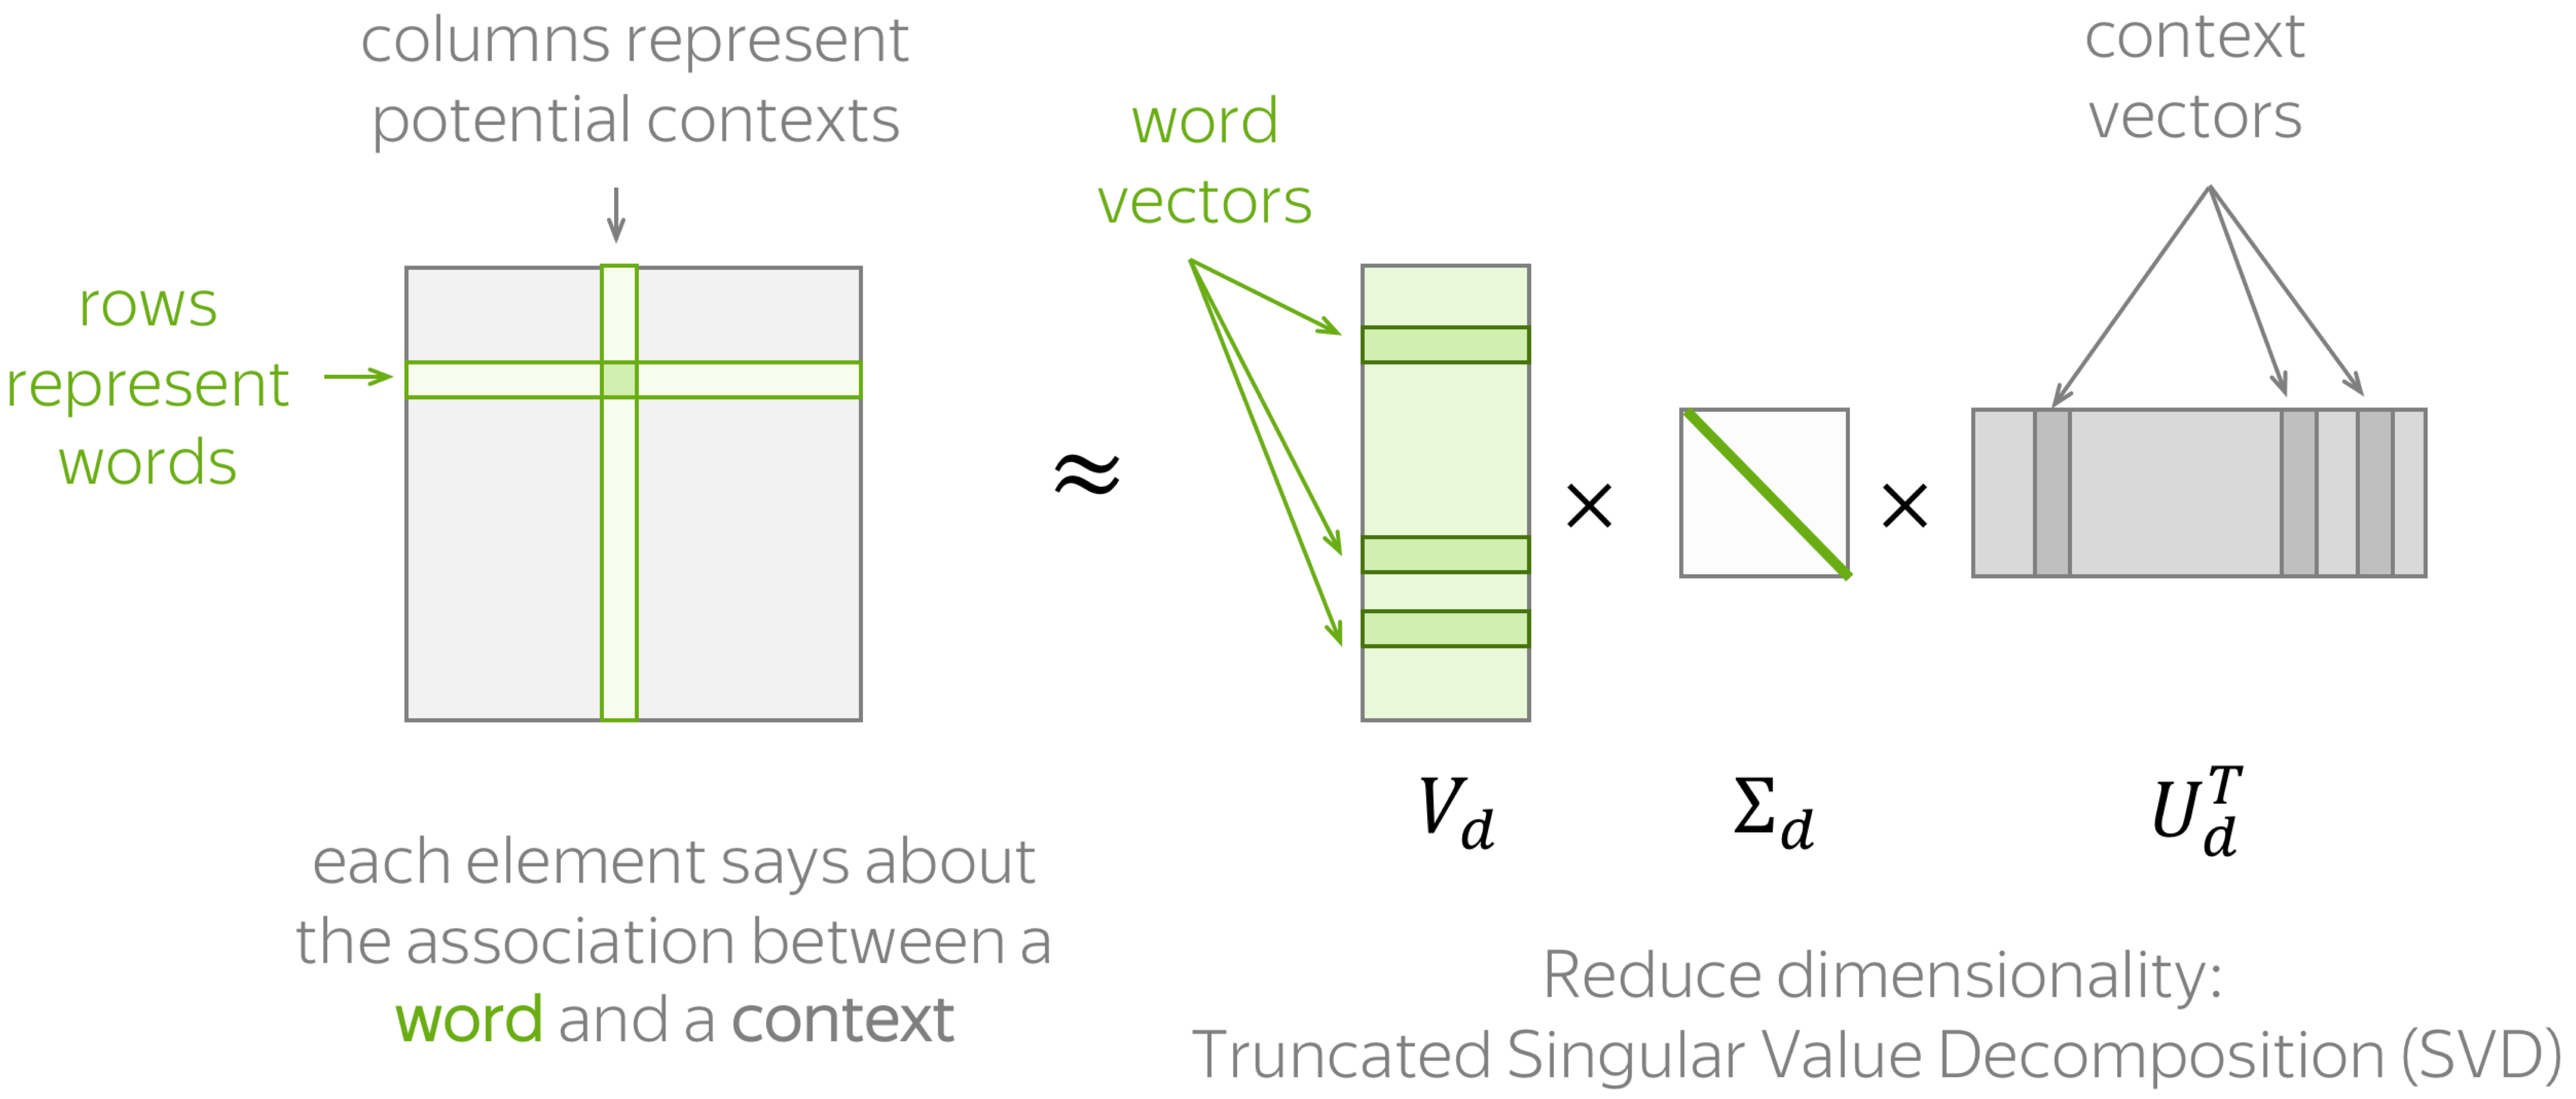 columns represent
potential contexts
rows
represent
words
each element says about
the association between a
word and a context
≈
word
vectors
context
vectors
× ×
V_d Σ_d U_d^T
Reduce dimensionality:
Truncated Singular Value Decomposition (SVD)